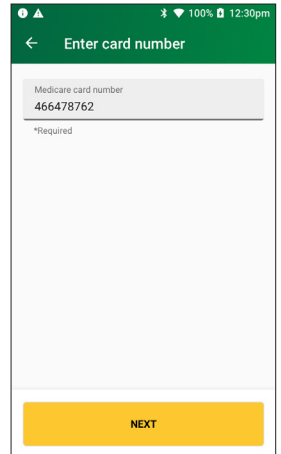 100% 12:30pm
Enter card number
Medicare card number
466478762
*Required
NEXT